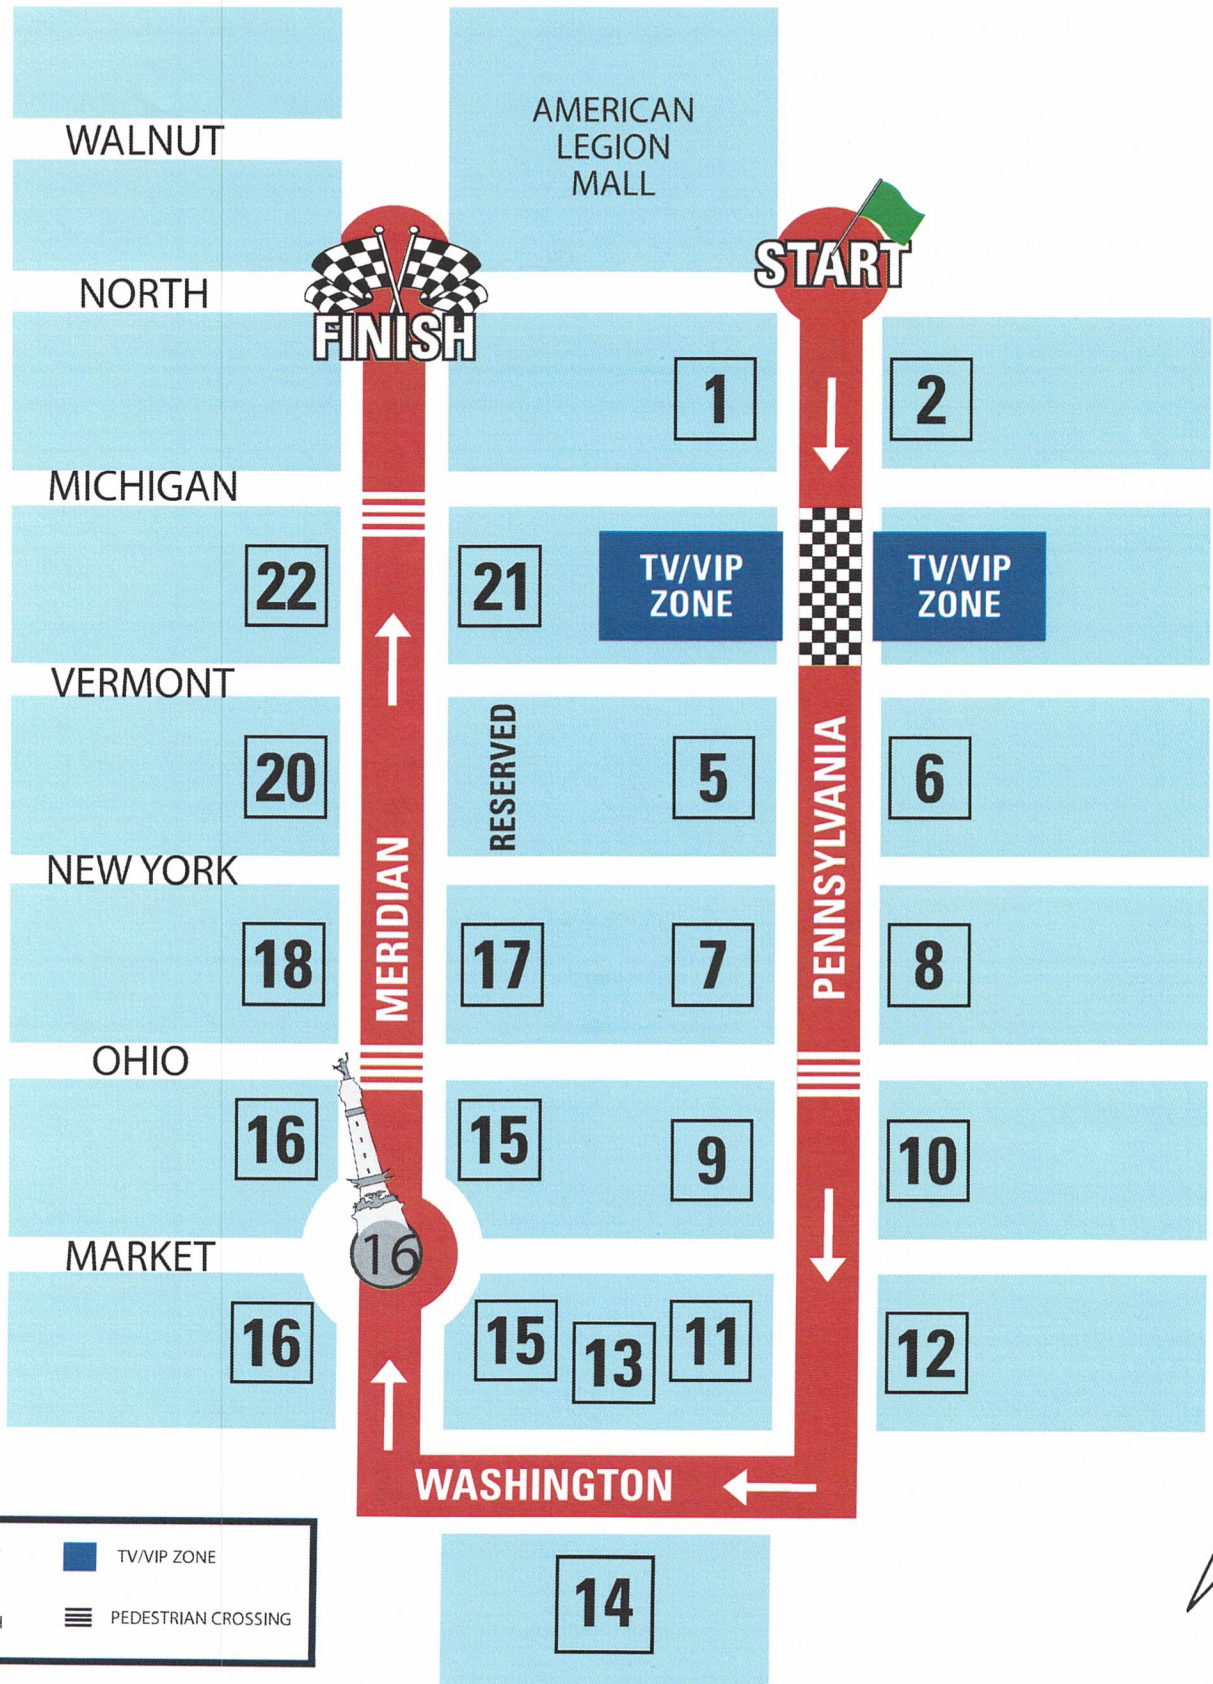 AMERICAN
LEGION
MALL
WALNUT
START
NORTH
FINISH
1
2
MICHIGAN
22
21
TV/VIP
ZONE
TV/VIP
ZONE
VERMONT
20
RESERVED
5
PENNSYLVANIA
6
NEW YORK
MERIDIAN
18
17
7
8
OHIO
16
15
9
10
MARKET
16
16
15
13
11
12
WASHINGTON
TV/VIP ZONE
PEDESTRIAN CROSSING
14